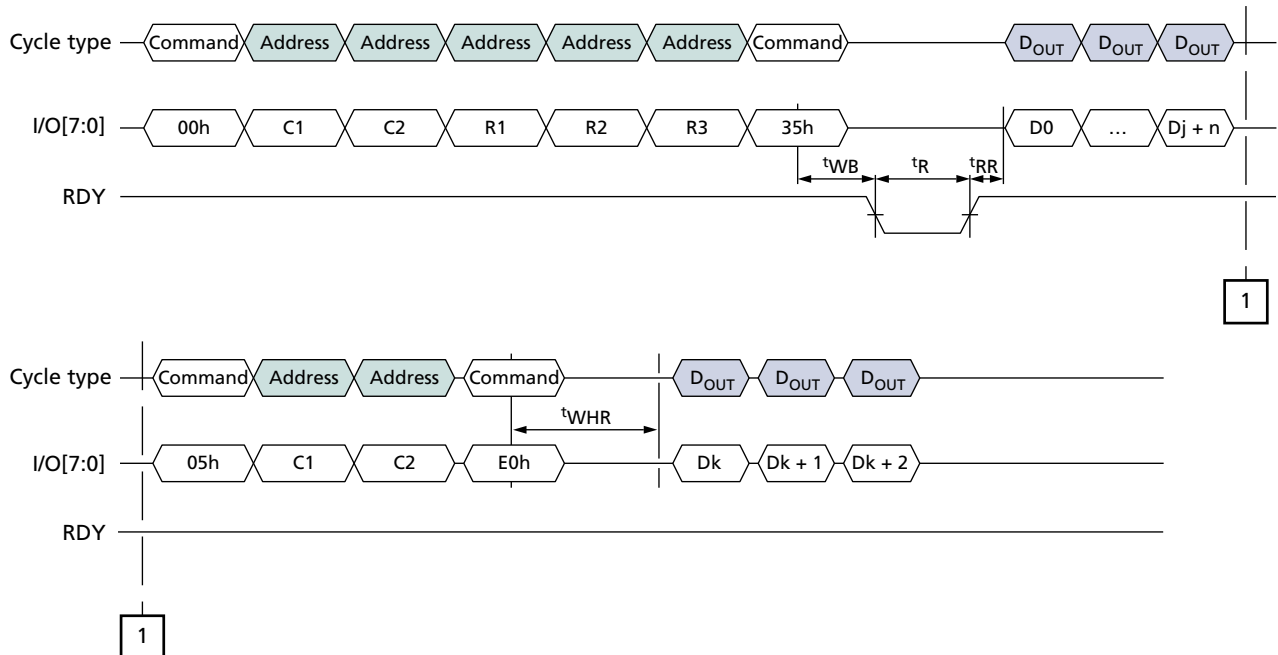 Cycle type Command Address Address Address Address Address Command DOUT DOUT DOUT
I/O[7:0] 00h C1 C2 R1 R2 R3 35h D0 ... Dj + n
tWB tR tRR
RDY
1
Cycle type Command Address Address Command DOUT DOUT DOUT
tWHR
I/O[7:0] 05h C1 C2 E0h Dk Dk + 1 Dk + 2
RDY
1